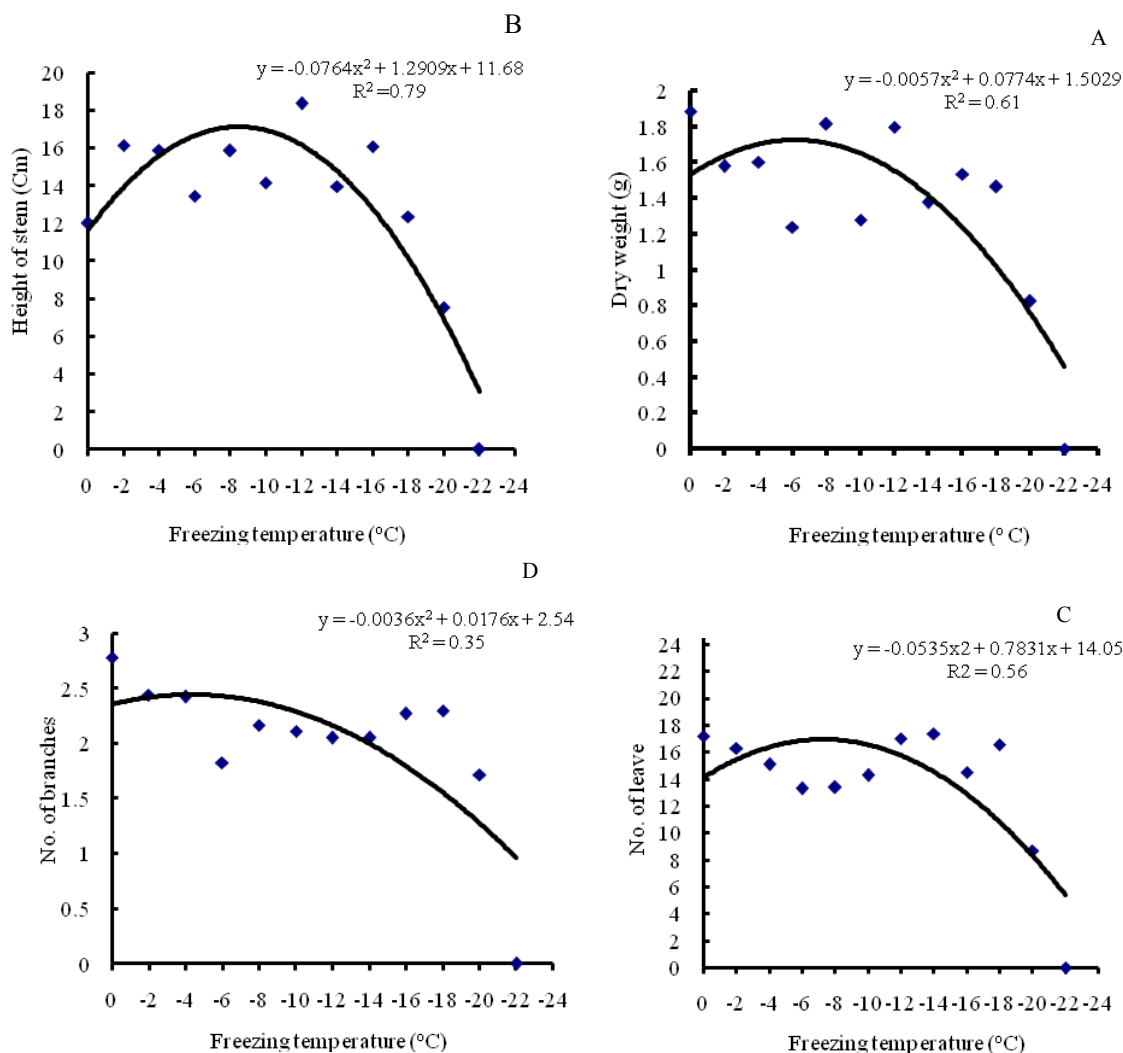 B
y = -0.0764x² + 1.2909x + 11.68
R² = 0.79
20
18
16
14
12
10
8
6
4
2
0
Height of stem (Cm)
0 -2 -4 -6 -8 -10 -12 -14 -16 -18 -20 -22 -24
Freezing temperature (°C)
A
y = -0.0057x² + 0.0774x + 1.5029
R² = 0.61
2
1.8
1.6
1.4
1.2
1
0.8
0.6
0.4
0.2
0
Dry weight (g)
0 -2 -4 -6 -8 -10 -12 -14 -16 -18 -20 -22 -24
Freezing temperature (° C)
D
y = -0.0036x² + 0.0176x + 2.54
R² = 0.35
3
2.5
2
1.5
1
0.5
0
No. of branches
0 -2 -4 -6 -8 -10 -12 -14 -16 -18 -20 -22 -24
Freezing temperature (°C)
C
y = -0.0535x2 + 0.7831x + 14.05
R2 = 0.56
24
22
20
18
16
14
12
10
8
6
4
2
0
No. of leave
0 -2 -4 -6 -8 -10 -12 -14 -16 -18 -20 -22 -24
Freezing temperature (°C)